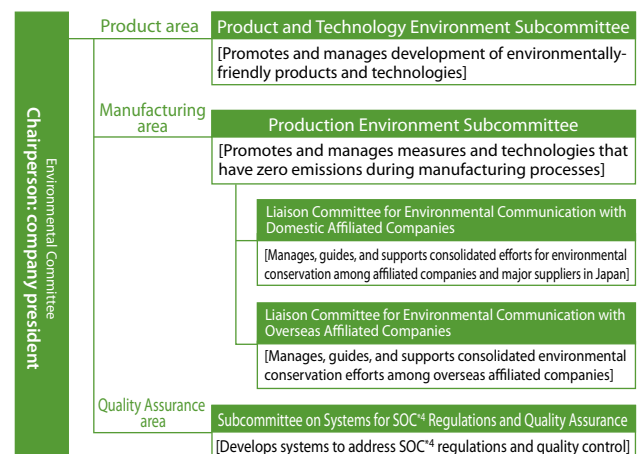 Environmental Committee
Chairperson: company president
Product area
Product and Technology Environment Subcommittee
[Promotes and manages development of environmentally-
friendly products and technologies]
Manufacturing
area
Production Environment Subcommittee
[Promotes and manages measures and technologies that
have zero emissions during manufacturing processes]
Liaison Committee for Environmental Communication with
Domestic Affiliated Companies
[Manages, guides, and supports consolidated efforts for environmental
conservation among affiliated companies and major suppliers in Japan]
Liaison Committee for Environmental Communication with
Overseas Affiliated Companies
[Manages, guides, and supports consolidated environmental
conservation efforts among overseas affiliated companies]
Quality Assurance
area
Subcommittee on Systems for SOC*4 Regulations and Quality Assurance
[Develops systems to address SOC*4 regulations and quality control]